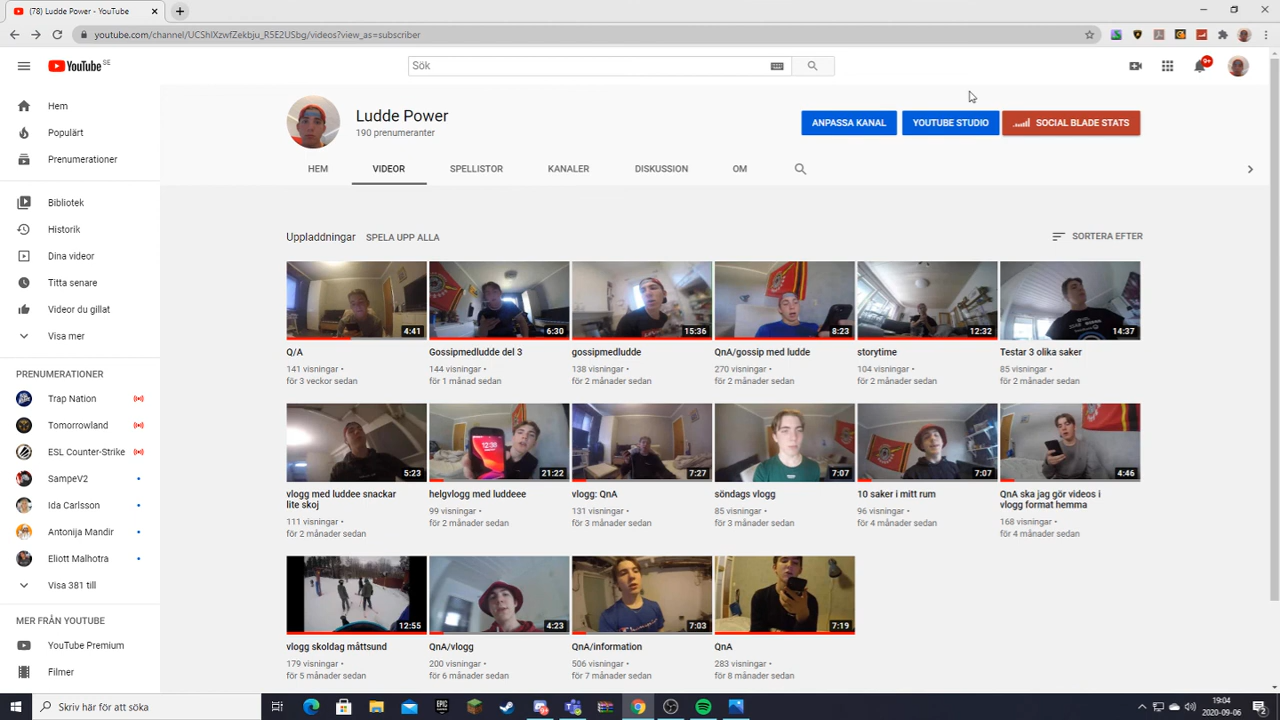 (78) Ludde Power - YouTube
youtube.com/channel/UCShIXzwfZekbju_R5E2USbg/videos?view_as=subscriber
YouTube SE
Sök
9+
Hem
Populärt
Prenumerationer
Bibliotek
Historik
Dina videor
Titta senare
Videor du gillat
Visa mer
PRENUMERATIONER
Trap Nation
Tomorrowland
ESL Counter-Strike
SampeV2
Ida Carlsson
Antonija Mandir
Eliott Malhotra
Visa 381 till
MER FRÅN YOUTUBE
YouTube Premium
Filmer
Ludde Power
190 prenumeranter
ANPASSA KANAL
YOUTUBE STUDIO
SOCIAL BLADE STATS
HEM
VIDEOR
SPELLISTOR
KANALER
DISKUSSION
OM
Uppladdningar
SPELA UPP ALLA
SORTERA EFTER
4:41
Q/A
141 visningar •
för 3 veckor sedan
6:30
Gossipmedludde del 3
144 visningar •
för 1 månad sedan
15:36
gossipmedludde
138 visningar •
för 2 månader sedan
8:23
QnA/gossip med ludde
270 visningar •
för 2 månader sedan
12:32
storytime
104 visningar •
för 2 månader sedan
14:37
Testar 3 olika saker
85 visningar •
för 2 månader sedan
5:23
vlogg med luddee snackar
lite skoj
111 visningar •
för 2 månader sedan
21:22
helgvlogg med luddeee
99 visningar •
för 2 månader sedan
7:27
vlogg: QnA
131 visningar •
för 3 månader sedan
7:07
söndags vlogg
85 visningar •
för 3 månader sedan
7:07
10 saker i mitt rum
96 visningar •
för 4 månader sedan
4:46
QnA ska jag gör videos i
vlogg format hemma
168 visningar •
för 4 månader sedan
12:55
vlogg skoldag måttsund
179 visningar •
för 5 månader sedan
4:23
QnA/vlogg
200 visningar •
för 6 månader sedan
7:03
QnA/information
506 visningar •
för 7 månader sedan
7:19
QnA
283 visningar •
för 8 månader sedan
Skriv här för att söka
EPIC
19:04
2020-09-06